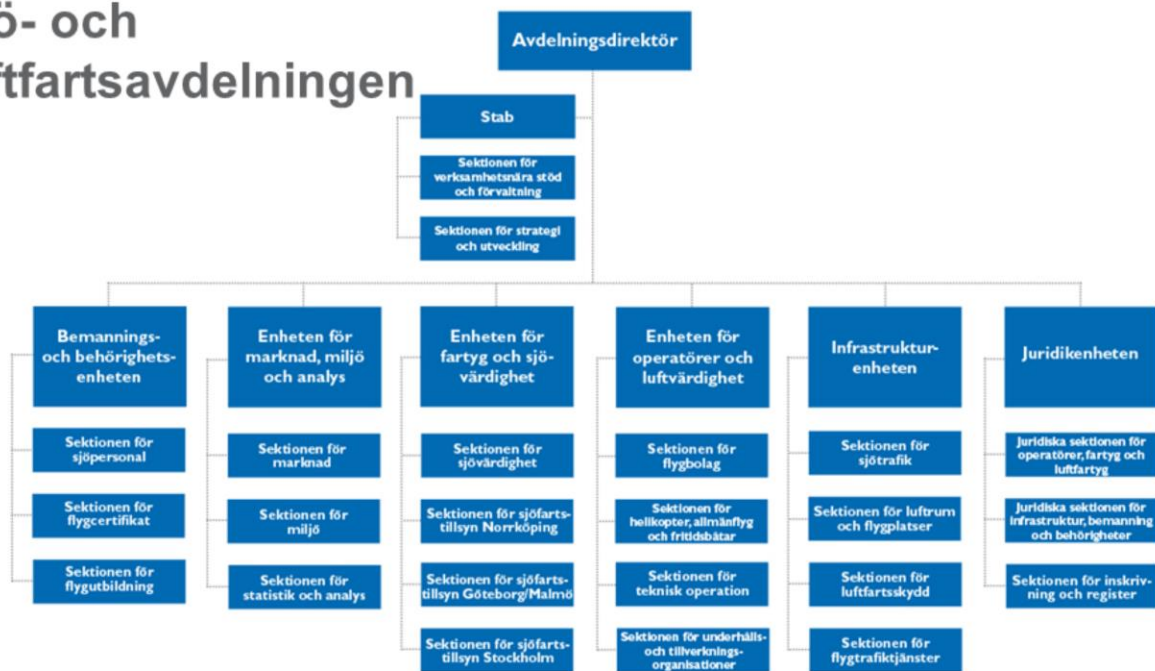 ö- och
ftfartsavdelningen
Avdelningsdirektör
Stab
Sektionen för
verksamhetsnära stöd
och förvaltning
Sektionen för strategi
och utveckling
Bemannings-
och behörighets-
enheten
Sektionen för
sjöpersonal
Sektionen för
flygcertifikat
Sektionen för
flygutbildning
Enheten för
marknad, miljö
och analys
Sektionen för
marknad
Sektionen för
miljö
Sektionen för
statistik och analys
Enheten för
fartyg och sjö-
värdighet
Sektionen för
sjövärdighet
Sektionen för sjöfarts-
tillsyn Norrköping
Sektionen för sjöfarts-
tillsyn Göteborg/Malmö
Sektionen för sjöfarts-
tillsyn Stockholm
Enheten för
operatörer och
luftvärdighet
Sektionen för
flygbolag
Sektionen för
helikopter, allmänflyg
och fritidsbåtar
Sektionen för
teknisk operation
Sektionen för underhålls-
och tillverknings-
organisationer
Infrastruktur-
enheten
Sektionen för
sjötrafik
Sektionen för luftrum
och flygplatser
Sektionen för
luftfartsskydd
Sektionen för
flygtrafiktjänster
Juridikenheten
Juridiska sektionen för
operatörer, fartyg och
luftfartyg
Juridiska sektionen för
infrastruktur, bemanning
och behörigheter
Sektionen för inskriv-
ning och register